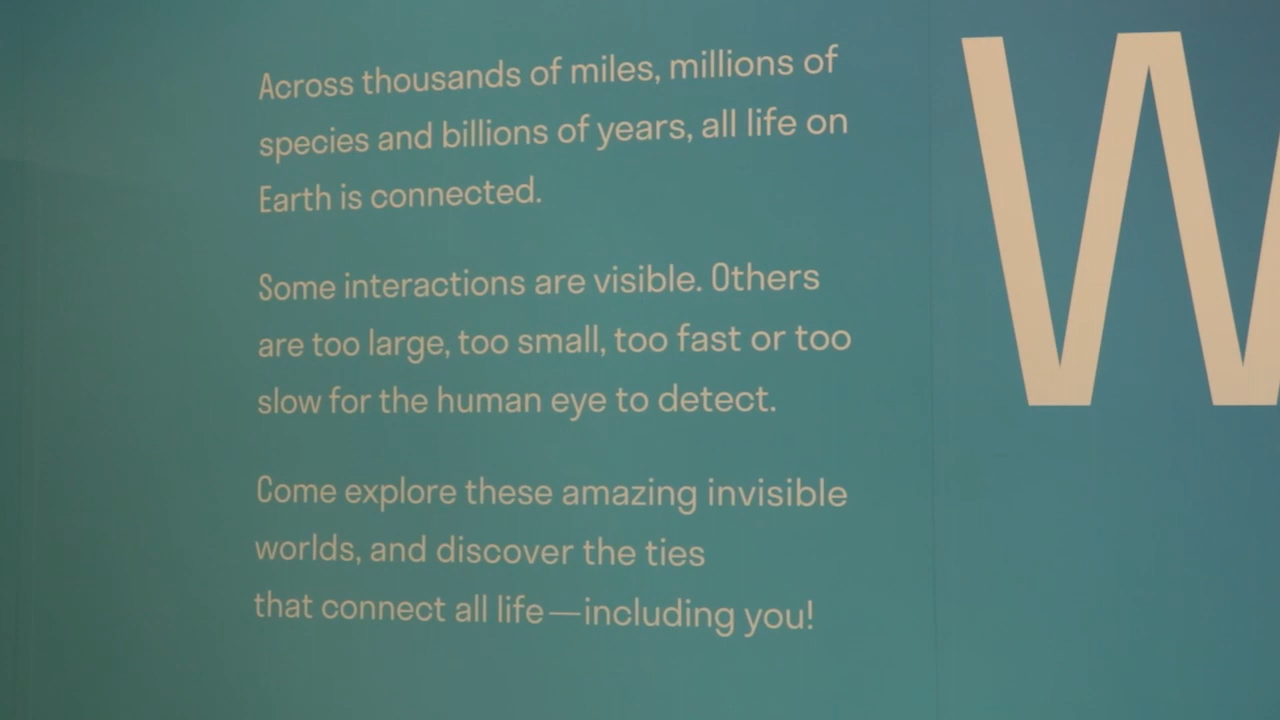 Across thousands of miles, millions of
species and billions of years, all life on
Earth is connected.
Some interactions are visible. Others
are too large, too small, too fast or too
slow for the human eye to detect.
Come explore these amazing invisible
worlds, and discover the ties
that connect all life—including you!
W